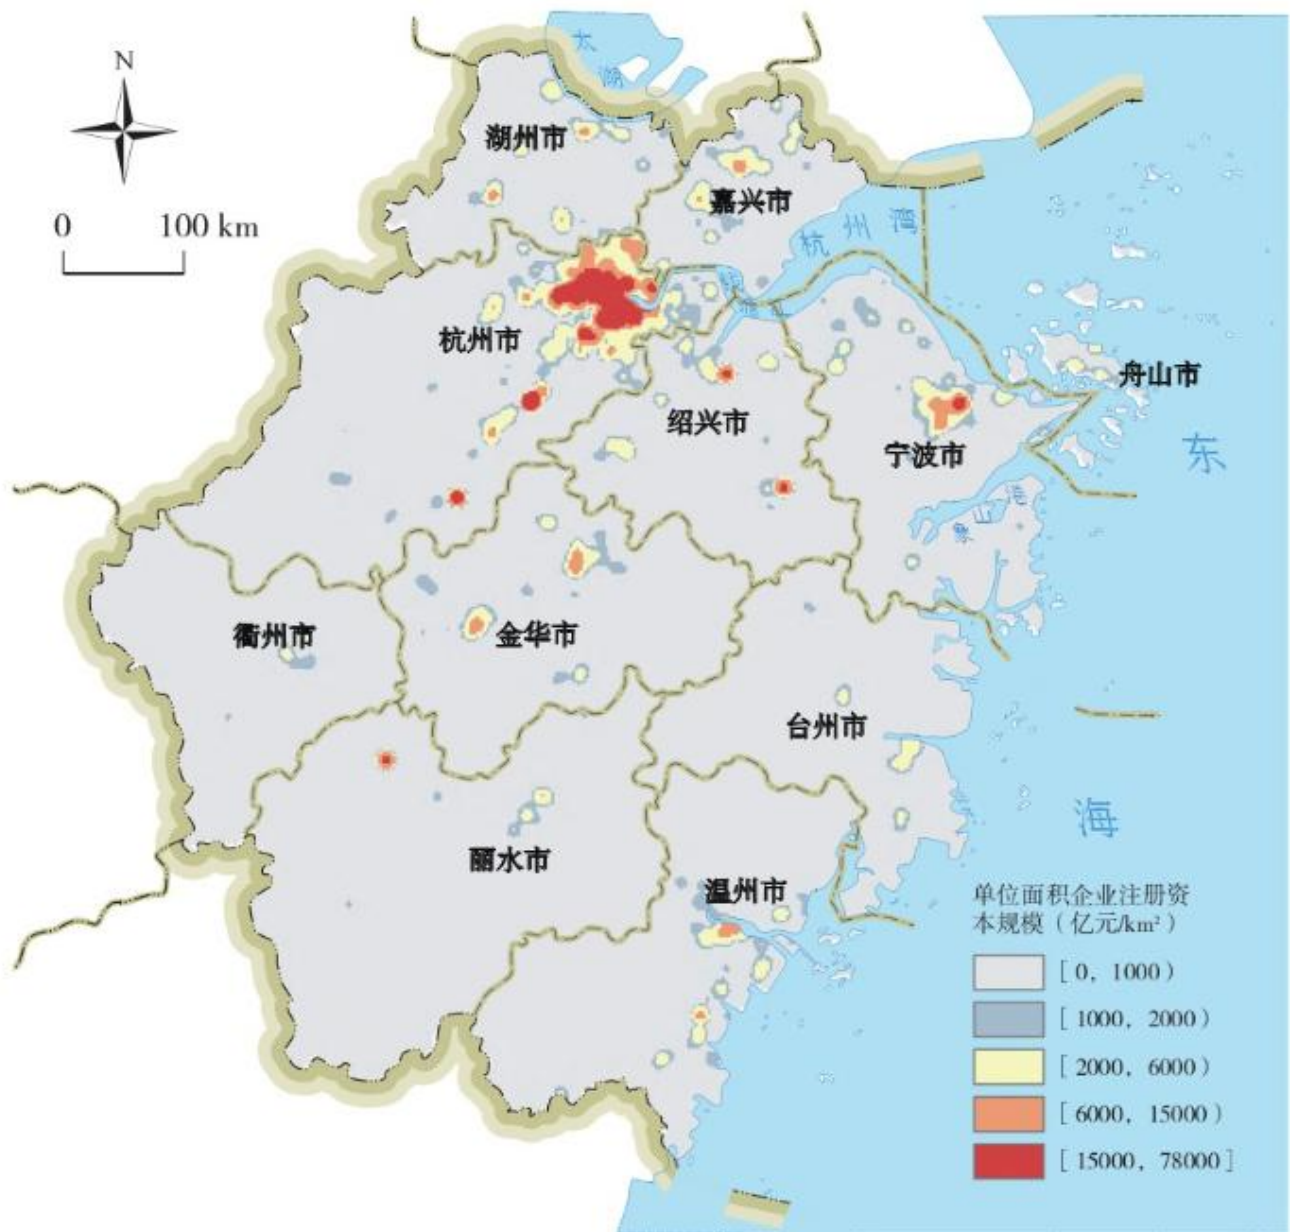 N
0 100 km
太
湖
湖州市
嘉兴市
杭州湾
杭州市
绍兴市
宁波市
舟山市
东
象山港
衢州市
金华市
台州市
海
丽水市
温州市
单位面积企业注册资
本规模（亿元/km²）
[ 0，1000 )
[ 1000，2000 )
[ 2000，6000 )
[ 6000，15000 )
[ 15000，78000 ]